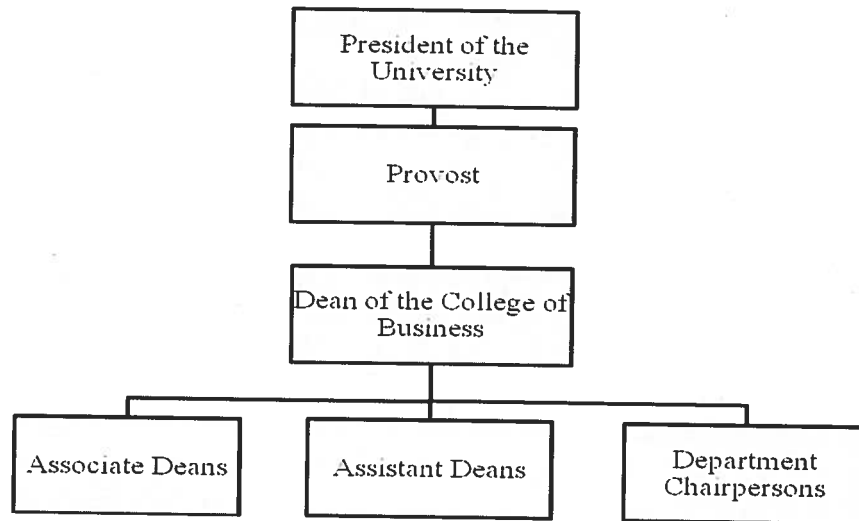 President of the
University
Provost
Dean of the College of
Business
Associate Deans
Assistant Deans
Department
Chairpersons